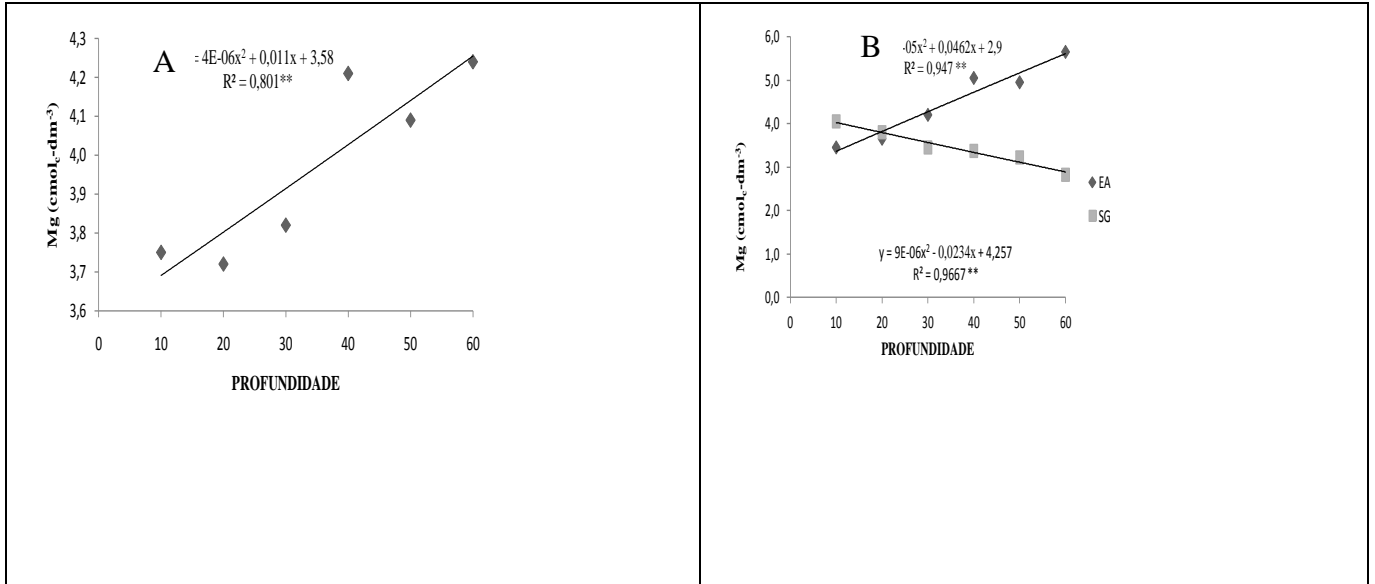 A
= 4E-06x² + 0,011x + 3,58
R² = 0,801**
4,3
4,2
4,1
4,0
3,9
3,8
3,7
3,6
Mg (cmolc-dm-3)
0 10 20 30 40 50 60
PROFUNDIDADE
B
-05x² + 0,0462x + 2,9
R² = 0,947 **
6,0
5,0
4,0
3,0
2,0
1,0
0,0
Mg (cmolc-dm-3)
EA
SG
y = 9E-06x² - 0,0234x + 4,257
R² = 0,9667 **
0 10 20 30 40 50 60
PROFUNDIDADE